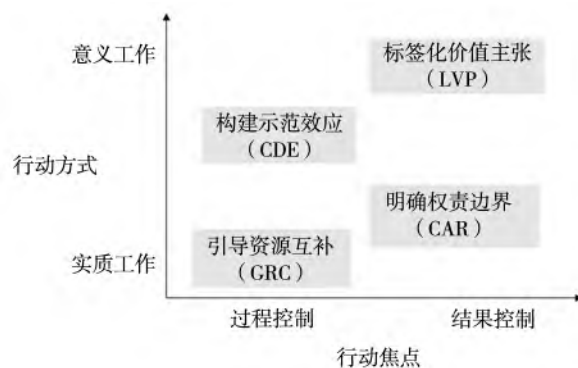 意义工作
标签化价值主张
（LVP）
构建示范效应
（CDE）
行动方式
明确权责边界
（CAR）
引导资源互补
（GRC）
实质工作
过程控制
结果控制
行动焦点